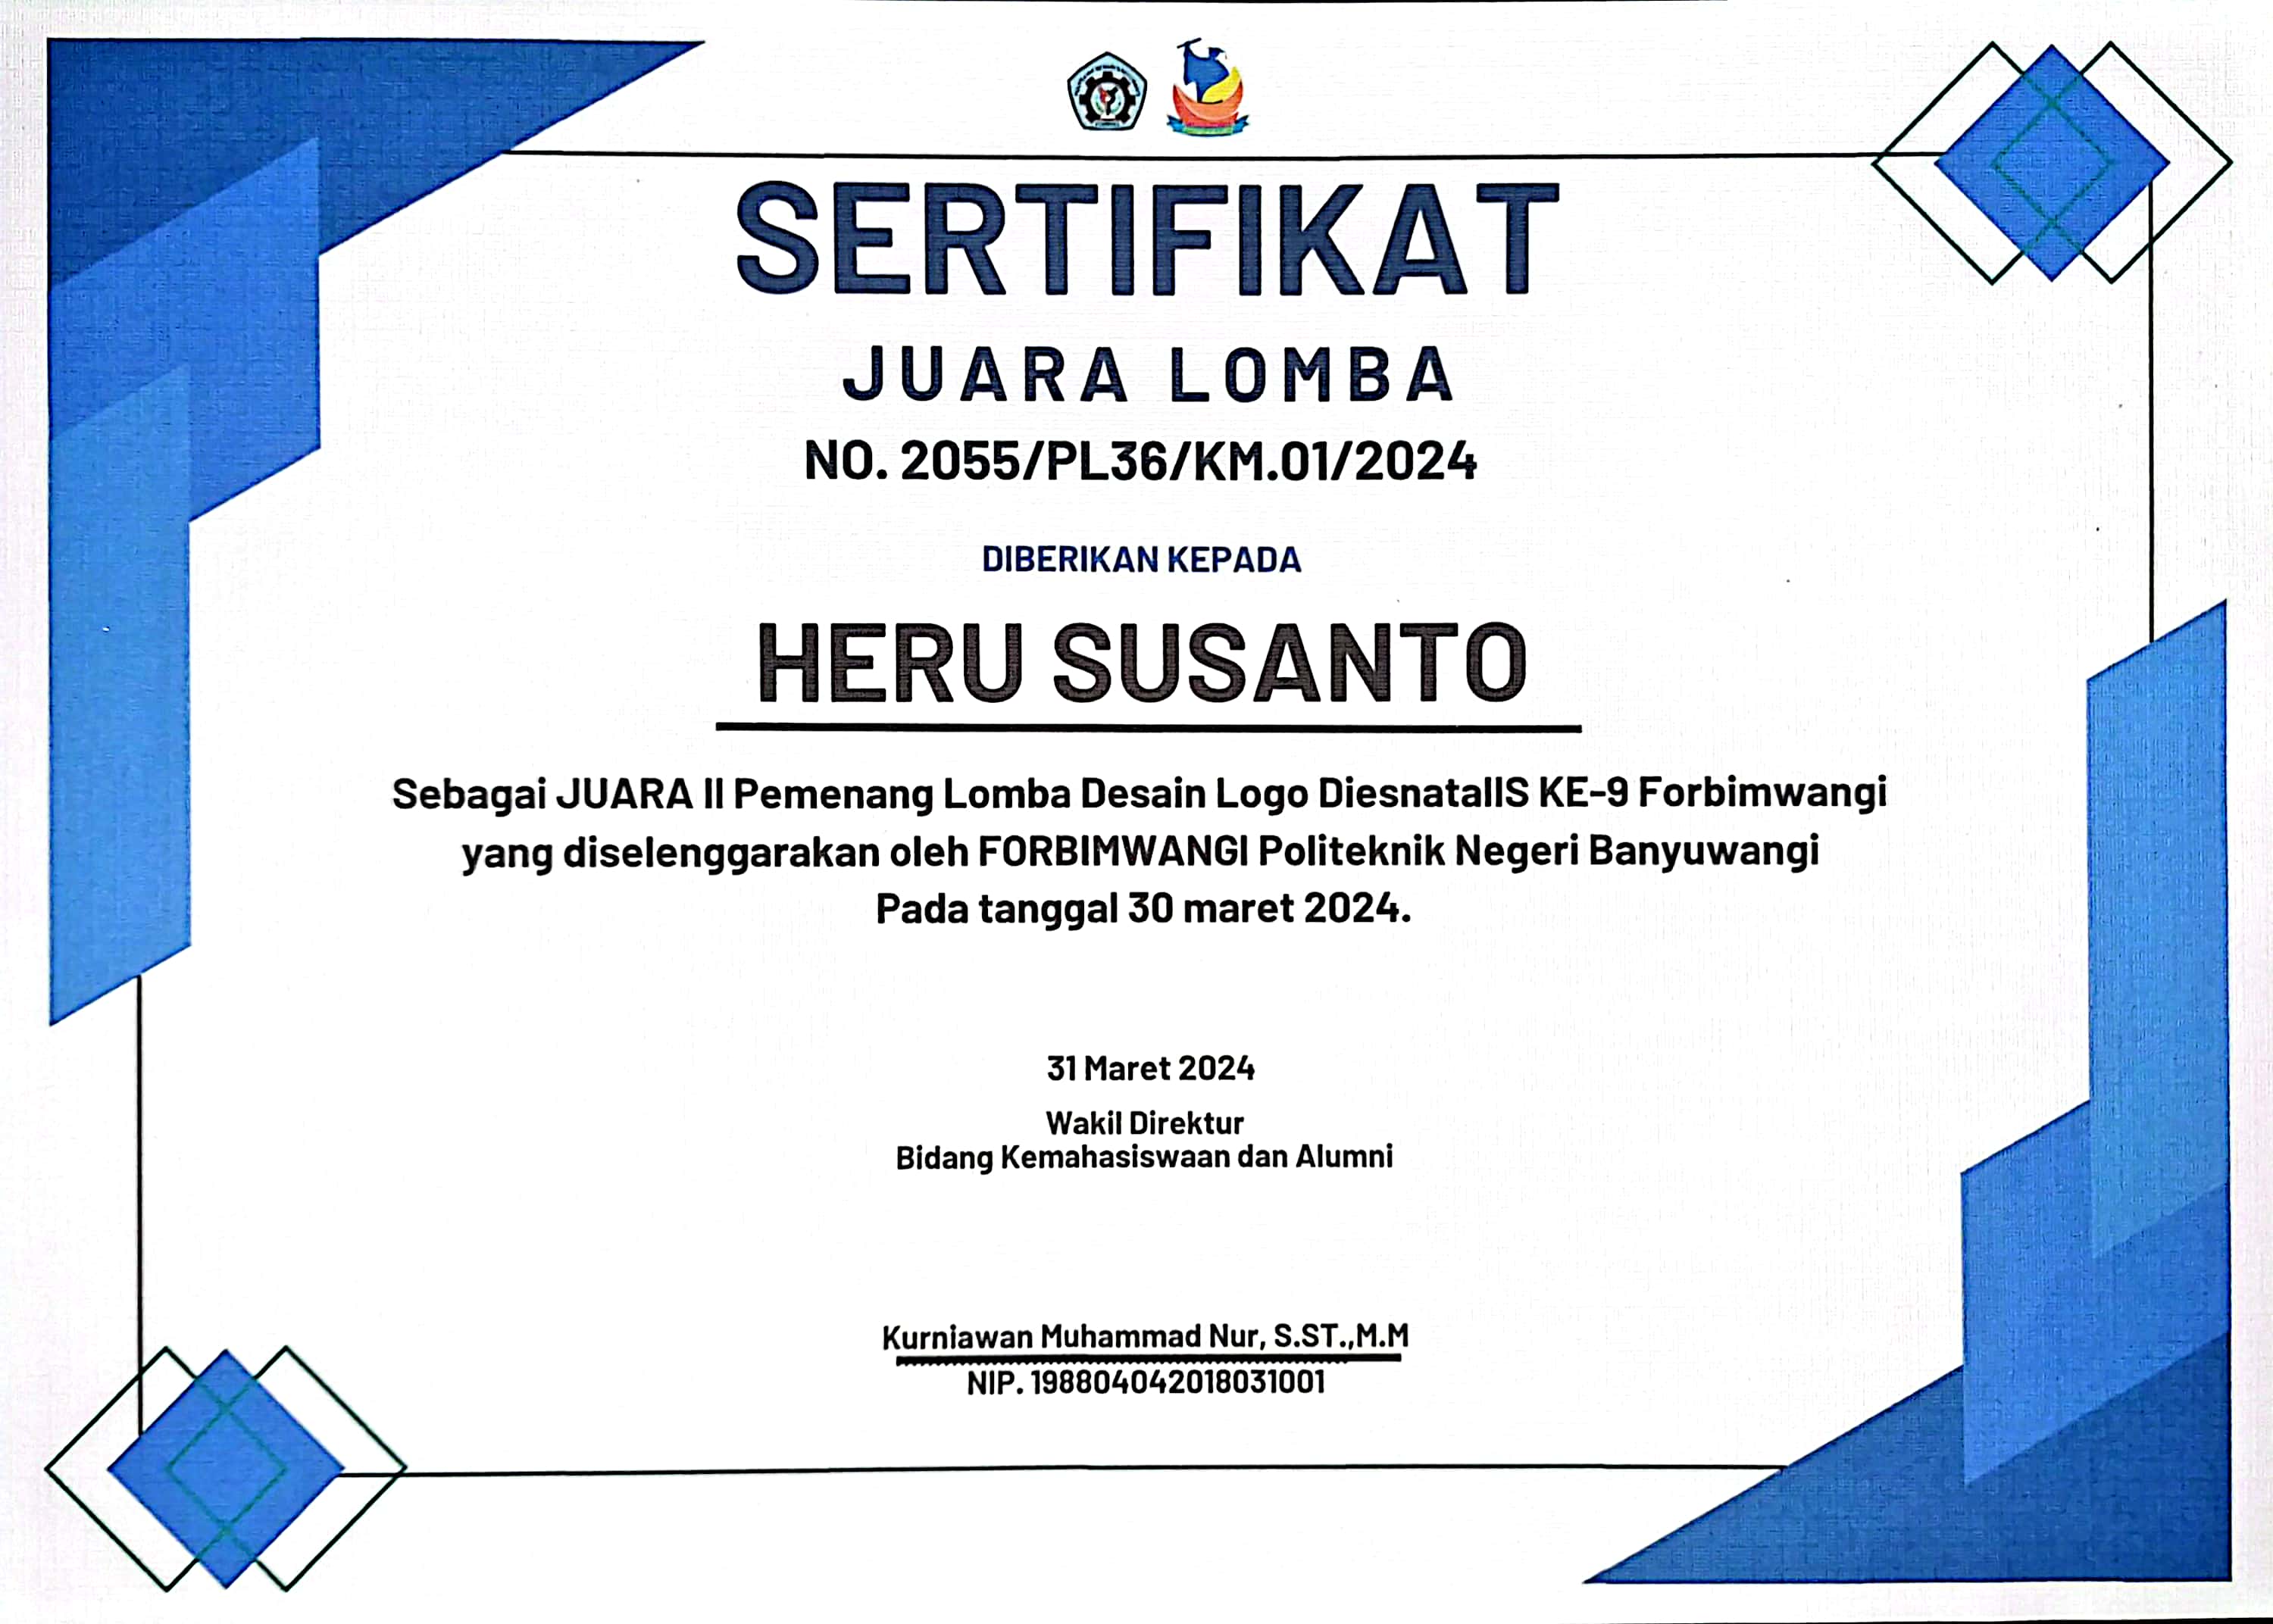 SERTIFIKAT
JUARA LOMBA
NO. 2055/PL36/KM.01/2024
DIBERIKAN KEPADA
HERU SUSANTO
Sebagai JUARA II Pemenang Lomba Desain Logo DiesnatalIS KE-9 Forbimwangi
yang diselenggarakan oleh FORBIMWANGI Politeknik Negeri Banyuwangi
Pada tanggal 30 maret 2024.
31 Maret 2024
Wakil Direktur
Bidang Kemahasiswaan dan Alumni
Kurniawan Muhammad Nur, S.ST.,M.M
NIP. 198804042018031001